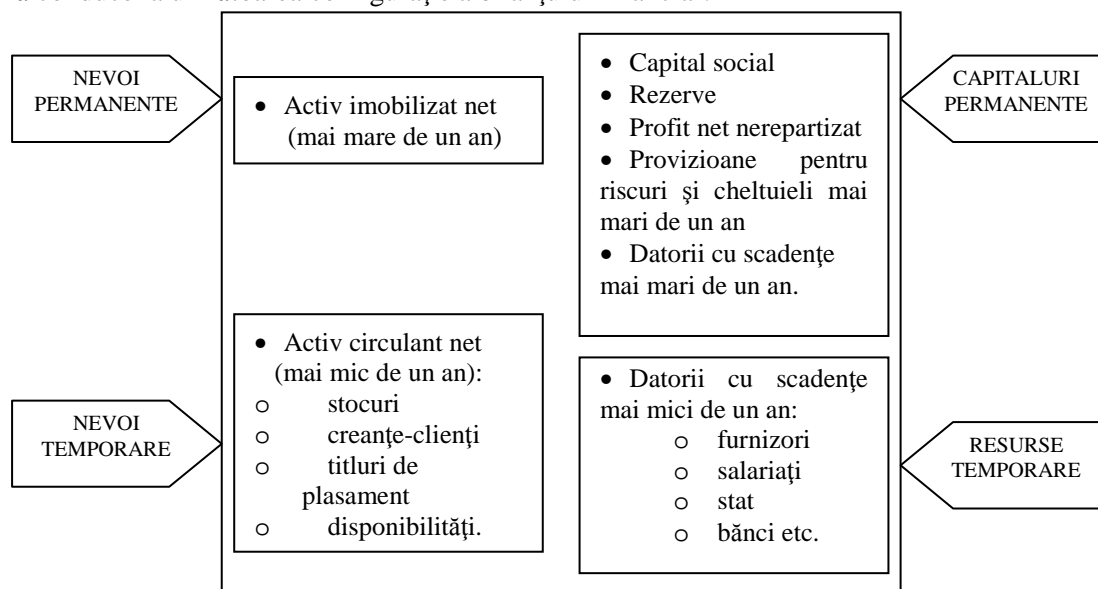 NEVOI
PERMANENTE
• Activ imobilizat net
(mai mare de un an)
• Capital social
• Rezerve
• Profit net nerepartizat
• Provizioane pentru
riscuri şi cheltuieli mai
mari de un an
• Datorii cu scadenţe
mai mari de un an.
CAPITALURI
PERMANENTE
NEVOI
TEMPORARE
• Activ circulant net
(mai mic de un an):
o stocuri
o creanţe-clienţi
o titluri de
plasament
o disponibilităţi.
• Datorii cu scadenţe
mai mici de un an:
o furnizori
o salariaţi
o stat
o bănci etc.
RESURSE
TEMPORARE